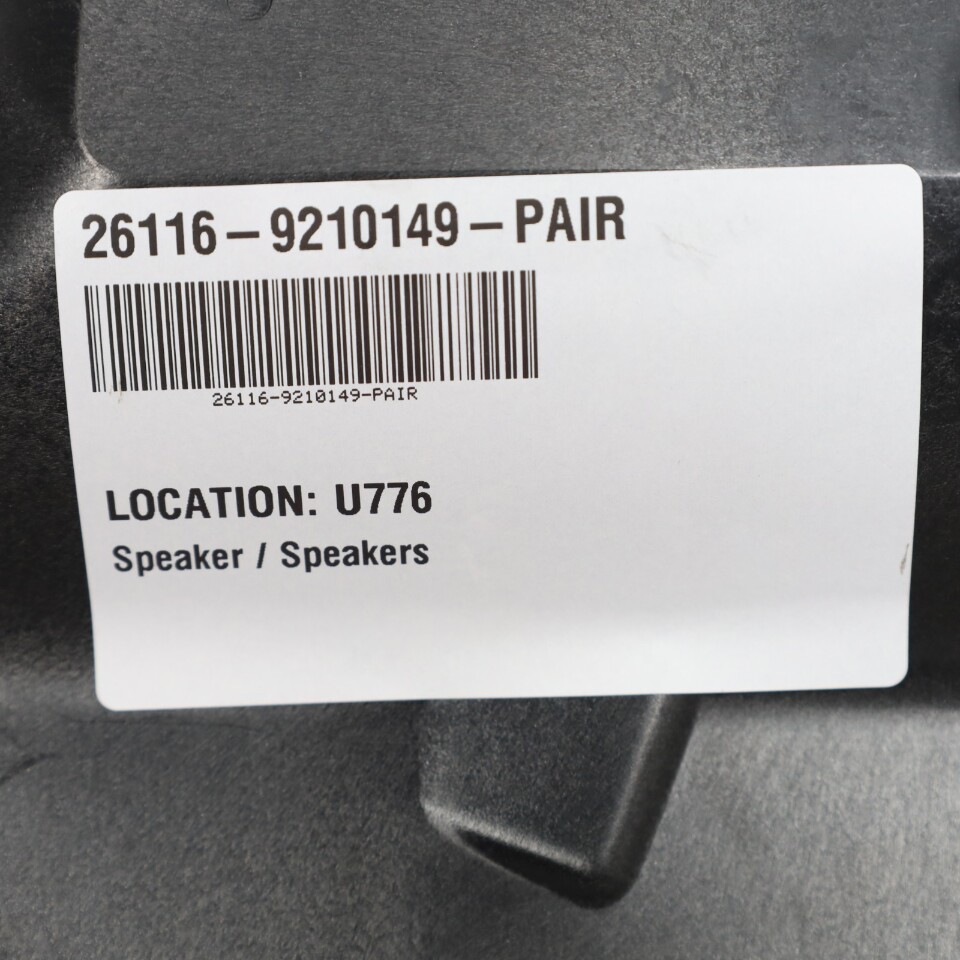 26116-9210149-PAIR
26116-9210149-PAIR
LOCATION: U776
Speaker / Speakers